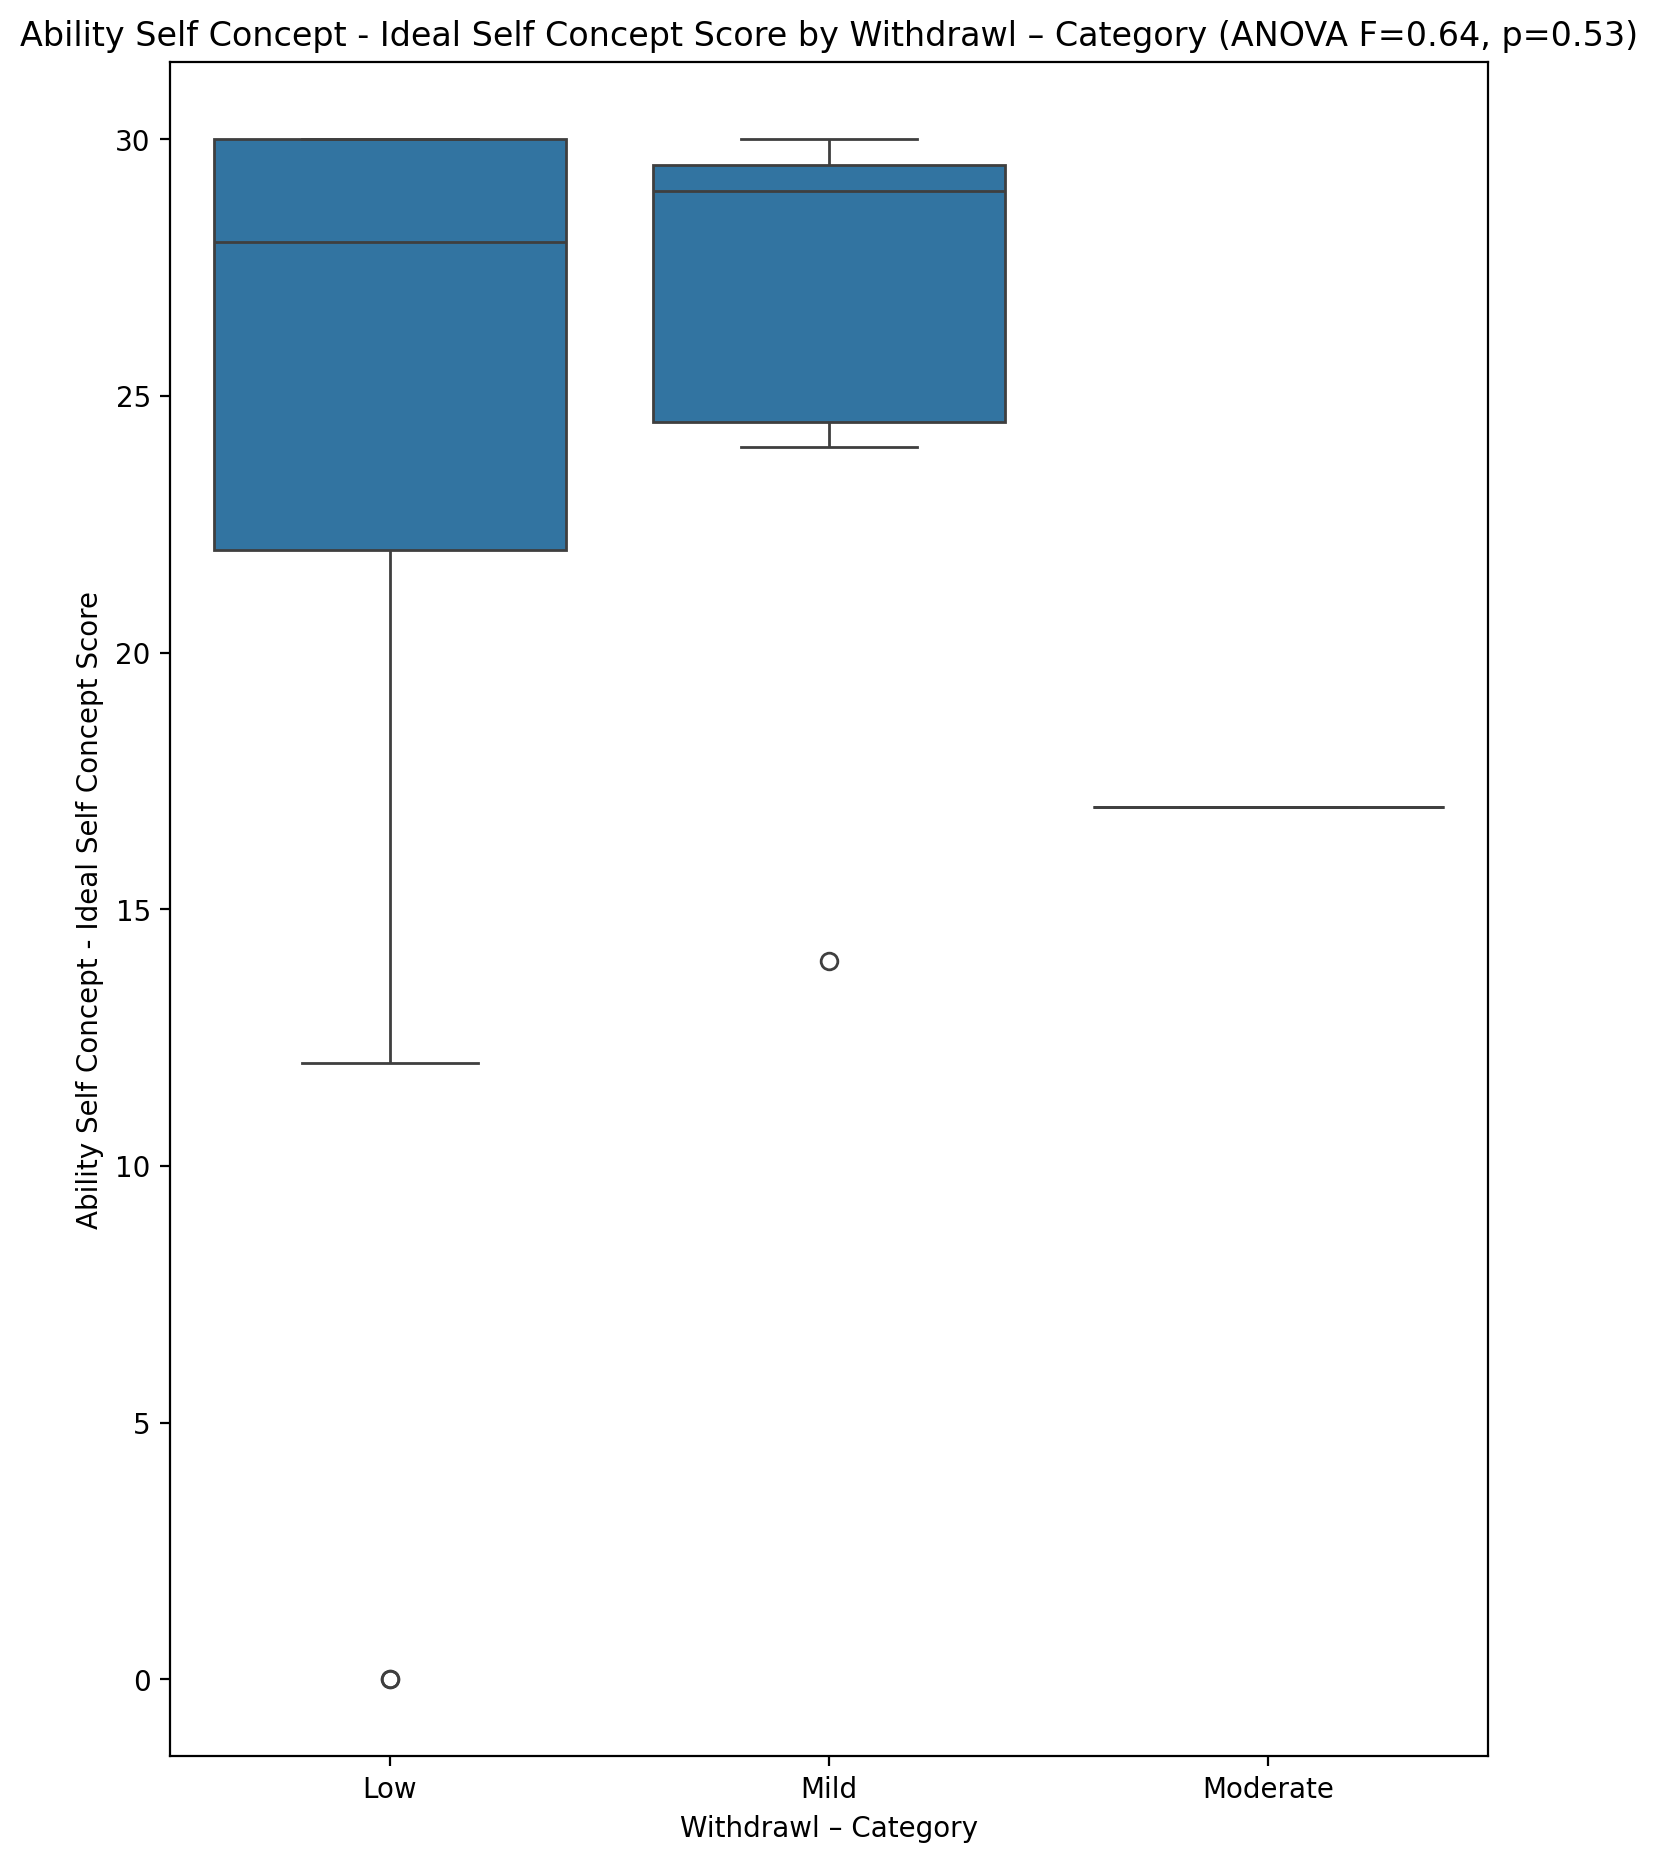 Ability Self Concept - Ideal Self Concept Score by Withdrawl – Category (ANOVA F=0.64, p=0.53)
30
25
20
15
10
5
0
Ability Self Concept - Ideal Self Concept Score
Low
Mild
Moderate
Withdrawl – Category